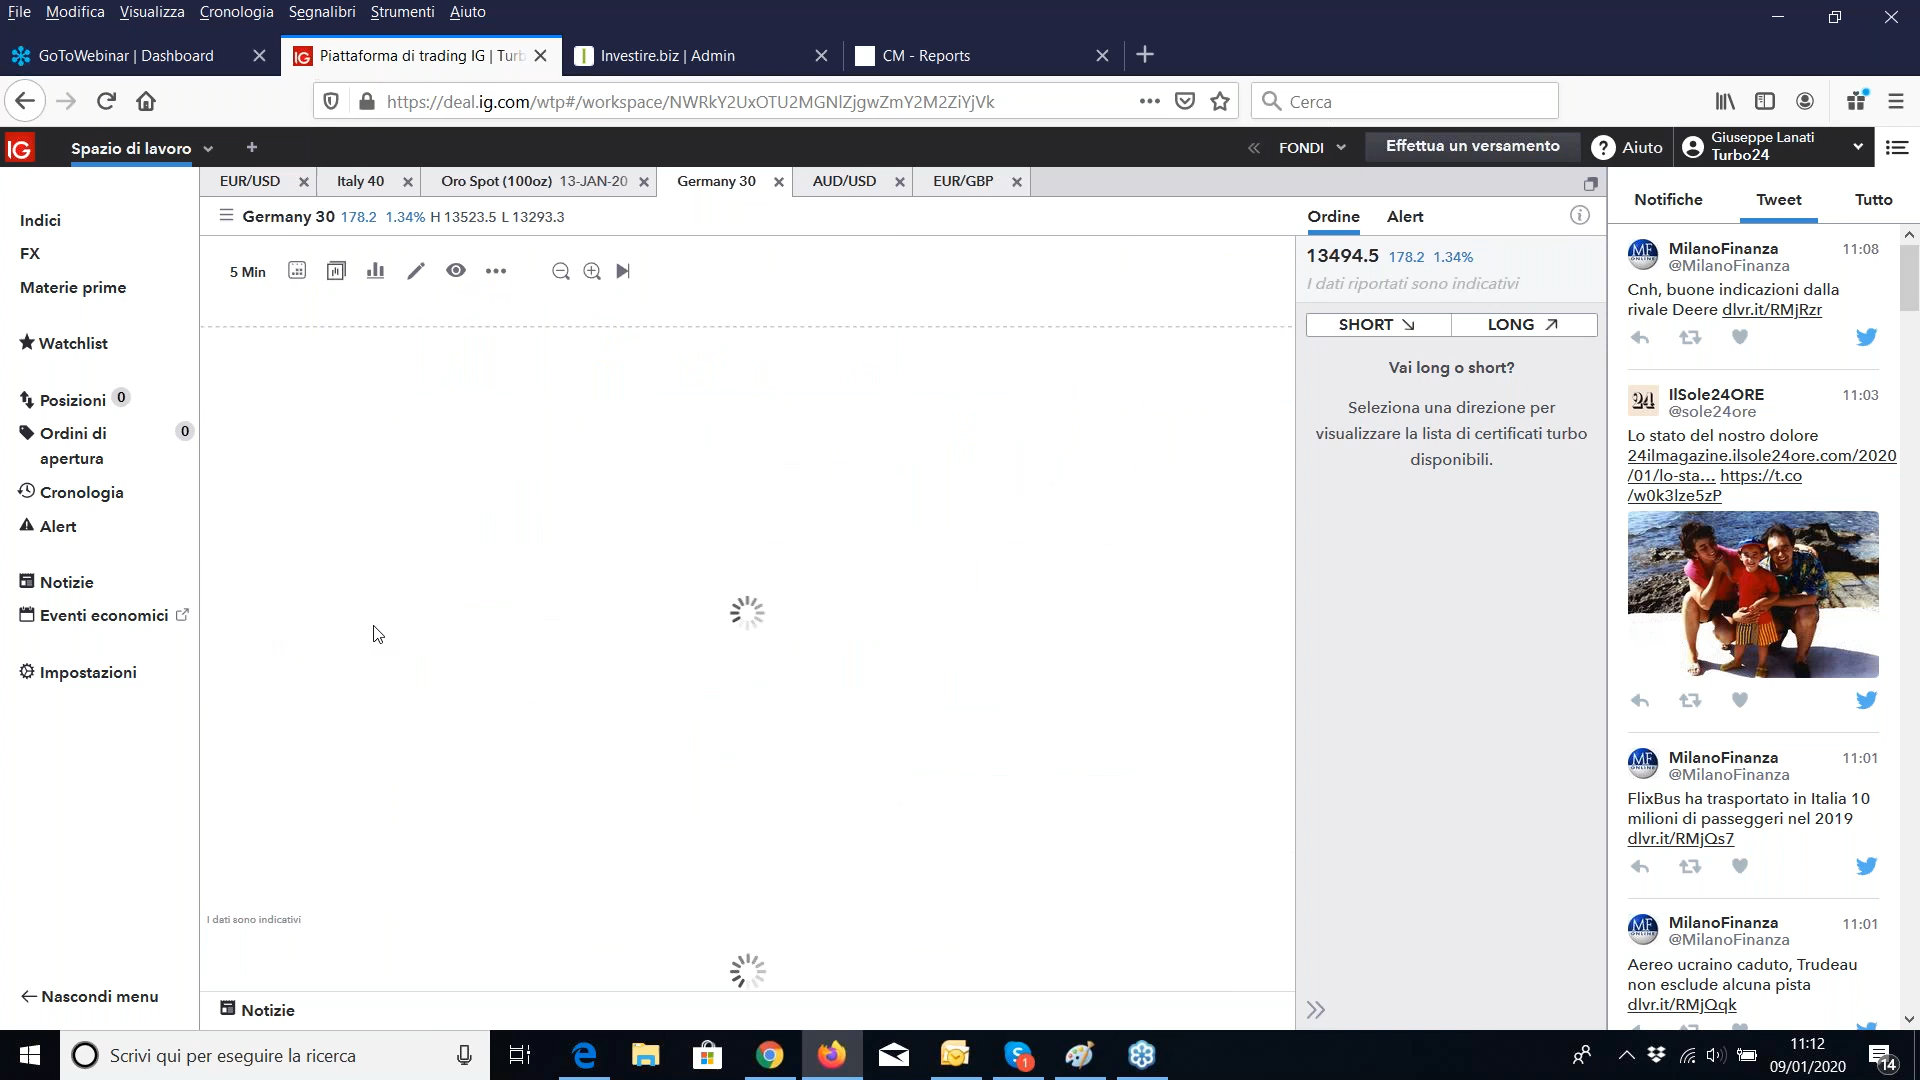 File Modifica Visualizza Cronologia Segnalibri Strumenti Aiuto
GoToWebinar | Dashboard
IG Piattaforma di trading IG | Turb
Investire.biz | Admin
CM - Reports
https://deal.ig.com/wtp#/workspace/NWRkY2UxOTU2MGNlZjgwZmY2M2ZiYjVk
Cerca
IG
Spazio di lavoro
FONDI
Effettua un versamento
Aiuto
Giuseppe Lanati
Turbo24
EUR/USD
Italy 40
Oro Spot (100oz) 13-JAN-20
Germany 30
AUD/USD
EUR/GBP
Indici
FX
Materie prime
Watchlist
Posizioni 0
Ordini di 0
apertura
Cronologia
Alert
Notizie
Eventi economici
Impostazioni
Nascondi menu
Germany 30 178.2 1.34% H 13523.5 L 13293.3
5 Min
I dati sono indicativi
Notizie
Ordine Alert
13494.5 178.2 1.34%
I dati riportati sono indicativi
SHORT LONG
Vai long o short?
Seleziona una direzione per
visualizzare la lista di certificati turbo
disponibili.
Notifiche Tweet Tutto
MilanoFinanza 11:08
@MilanoFinanza
Cnh, buone indicazioni dalla
rivale Deere dlvr.it/RMjRzr
24 IlSole24ORE 11:03
@sole24ore
Lo stato del nostro dolore
24ilmagazine.ilsole24ore.com/2020
/01/lo-sta... https://t.co
/w0k3lze5zP
MilanoFinanza 11:01
@MilanoFinanza
FlixBus ha trasportato in Italia 10
milioni di passeggeri nel 2019
dlvr.it/RMjQs7
MilanoFinanza 11:01
@MilanoFinanza
Aereo ucraino caduto, Trudeau
non esclude alcuna pista
dlvr.it/RMjQqk
Scrivi qui per eseguire la ricerca
1
11:12
09/01/2020
14